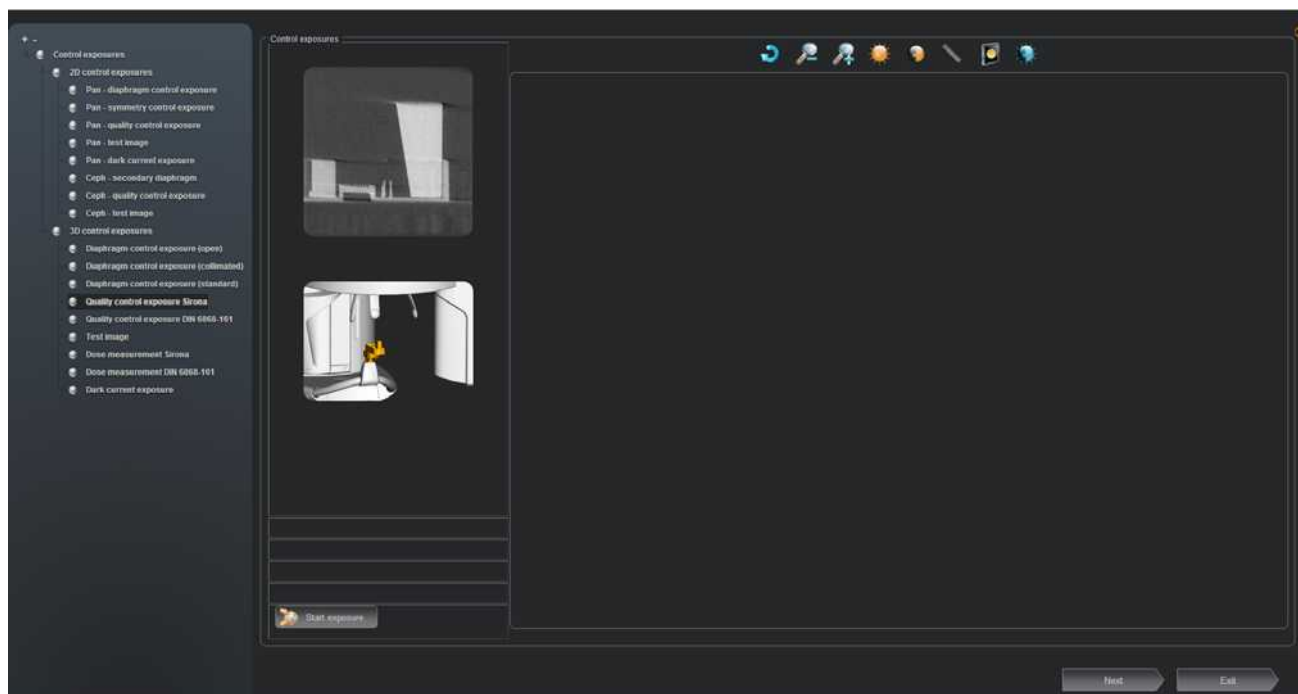 + -
Control exposures
2D control exposures
Pan - diaphragm control exposure
Pan - symmetry control exposure
Pan - quality control exposure
Pan - test image
Pan - dark current exposure
Ceph - secondary diaphragm
Ceph - quality control exposure
Ceph - test image
3D control exposures
Diaphragm control exposure (open)
Diaphragm control exposure (collimated)
Diaphragm control exposure (standard)
Quality control exposure Sirona
Quality control exposure DIN 6868-101
Test image
Dose measurement Sirona
Dose measurement DIN 6868-101
Dark current exposure
Control exposures
Start exposure
Next
Exit